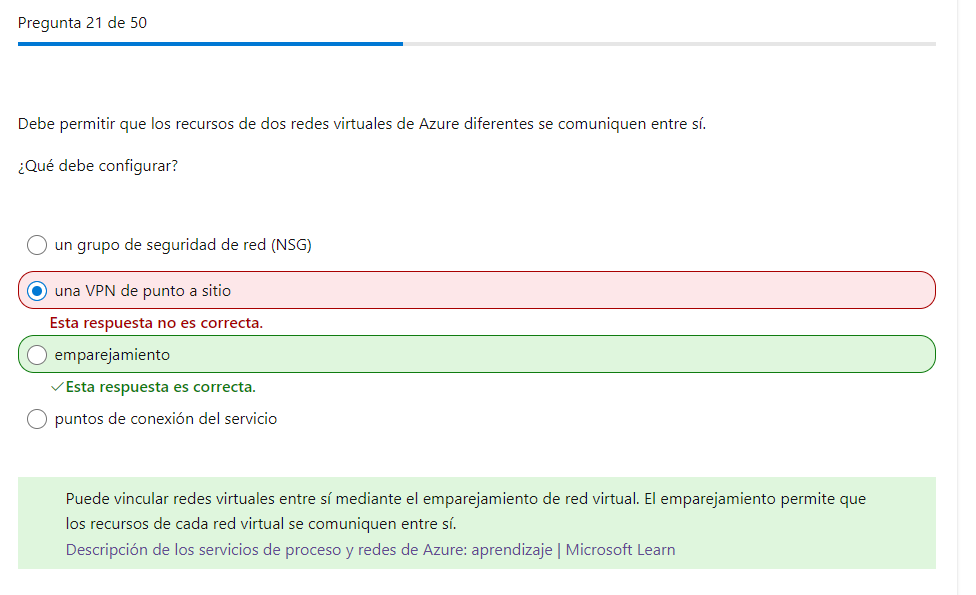 Pregunta 21 de 50
Debe permitir que los recursos de dos redes virtuales de Azure diferentes se comuniquen entre sí.
¿Qué debe configurar?
un grupo de seguridad de red (NSG)
una VPN de punto a sitio
Esta respuesta no es correcta.
emparejamiento
✓Esta respuesta es correcta.
puntos de conexión del servicio
Puede vincular redes virtuales entre sí mediante el emparejamiento de red virtual. El emparejamiento permite que
los recursos de cada red virtual se comuniquen entre sí.
Descripción de los servicios de proceso y redes de Azure: aprendizaje | Microsoft Learn